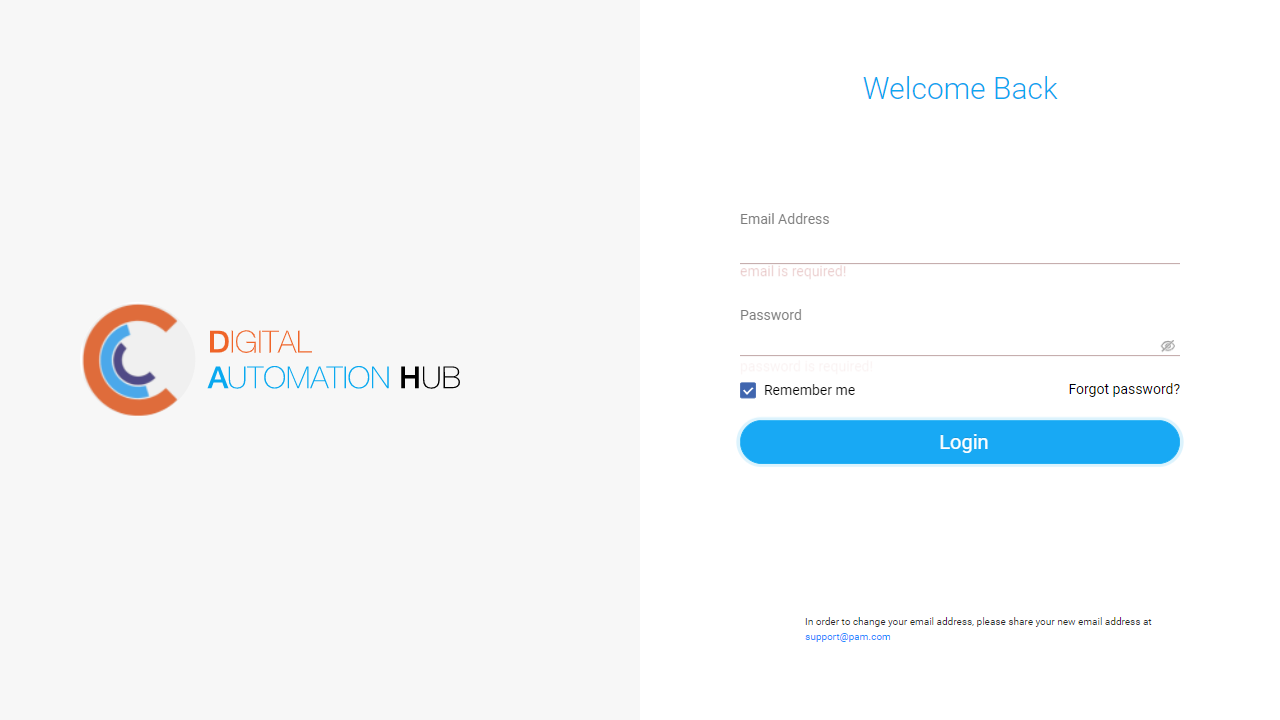 Welcome Back
Email Address
email is required!
Password
password is required!
Remember me
Forgot password?
Login
DIGITAL
AUTOMATION HUB
In order to change your email address, please share your new email address at
support@pam.com